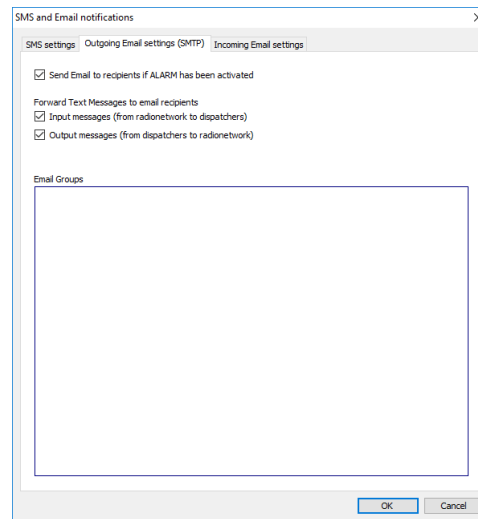 SMS and Email notifications
SMS settings Outgoing Email settings (SMTP) Incoming Email settings
Send Email to recipients if ALARM has been activated
Forward Text Messages to email recipients
Input messages (from radionetwork to dispatchers)
Output messages (from dispatchers to radionetwork)
Email Groups
OK Cancel